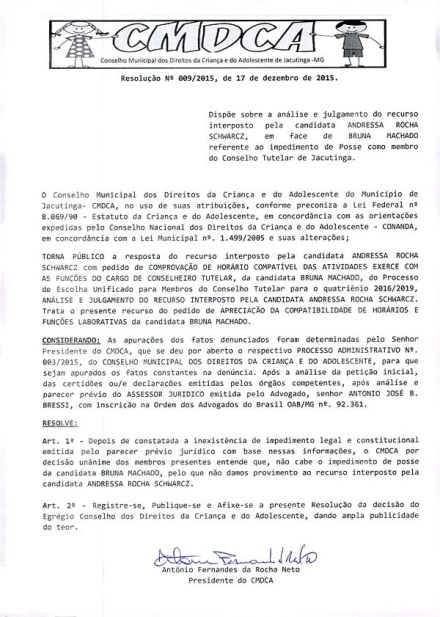 CMDCA
Conselho Municipal dos Direitos da Criança e do Adolescente de Jacutinga -MG
Resolução Nº 009/2015, de 17 de dezembro de 2015.
Dispõe sobre a análise e julgamento do recurso
interposto pela candidata ANDRESSA ROCHA
SCHWARCZ, em face de BRUNA MACHADO
referente ao impedimento de Posse como membro
do Conselho Tutelar de Jacutinga.
O Conselho Municipal dos Direitos da Criança e do Adolescente do Município de
Jacutinga- CMDCA, no uso de suas atribuições, conforme preconiza a Lei Federal nº
8.069/90 - Estatuto da Criança e do Adolescente, em concordância com as orientações
expedidas pelo Conselho Nacional dos Direitos da Criança e do Adolescente - CONANDA,
em concordância com a Lei Municipal nº. 1.499/2005 e suas alterações;
TORNA PÚBLICO a resposta do recurso interposto pela candidata ANDRESSA ROCHA
SCHWARCZ com pedido de COMPROVAÇÃO DE HORÁRIO COMPATÍVEL DAS ATIVIDADES EXERCE COM
AS FUNÇÕES DO CARGO DE CONSELHEIRO TUTELAR, da candidata BRUNA MACHADO, do Processo
de Escolha Unificado para Membros do Conselho Tutelar para o quatriênio 2016/2019,
ANÁLISE E JULGAMENTO DO RECURSO INTERPOSTO PELA CANDIDATA ANDRESSA ROCHA SCHWARCZ.
Trata o presente recurso do pedido de APRECIAÇÃO DA COMPATIBILIDADE DE HORÁRIOS E
FUNÇÕES LABORATIVAS da candidata BRUNA MACHADO.
CONSIDERANDO: As apurações dos fatos denunciados foram determinadas pelo Senhor
Presidente do CMDCA, que se deu por aberto o respectivo PROCESSO ADMINISTRATIVO Nº.
003/2015, do CONSELHO MUNICIPAL DOS DIREITOS DA CRIANÇA E DO ADOLESCENTE, para que
sejam apurados os fatos constantes na denúncia. Após a análise da petição inicial,
das certidões ou/e declarações emitidas pelos órgãos competentes, após análise e
parecer prévio do ASSESSOR JURIDICO emitido pelo Advogado, senhor ANTONIO JOSÉ B.
BRESSI, com inscrição na Ordem dos Advogados do Brasil OAB/MG nº. 92.361.
RESOLVE:
Art. 1º - Depois de constatada a inexistência de impedimento legal e constitucional
emitida pelo parecer prévio jurídico com base nessas informações, o CMDCA por
decisão unânime dos membros presentes entende que, não cabe o impedimento de posse
da candidata BRUNA MACHADO, pelo que não damos provimento ao recurso interposto pela
candidata ANDRESSA ROCHA SCHWARCZ.
Art. 2º - Registre-se, Publique-se e Afixe-se a presente Resolução da decisão do
Egrégio Conselho dos Direitos da Criança e do Adolescente, dando ampla publicidade
do teor.
Antônio Fernandes da Rocha Neto
Presidente do CMDCA